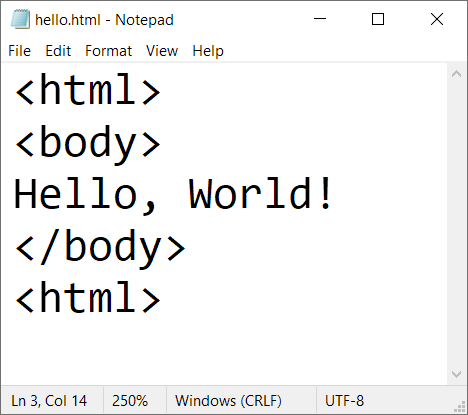 hello.html - Notepad
File Edit Format View Help
<html>
<body>
Hello, World!
</body>
<html>
Ln 3, Col 14 250% Windows (CRLF) UTF-8